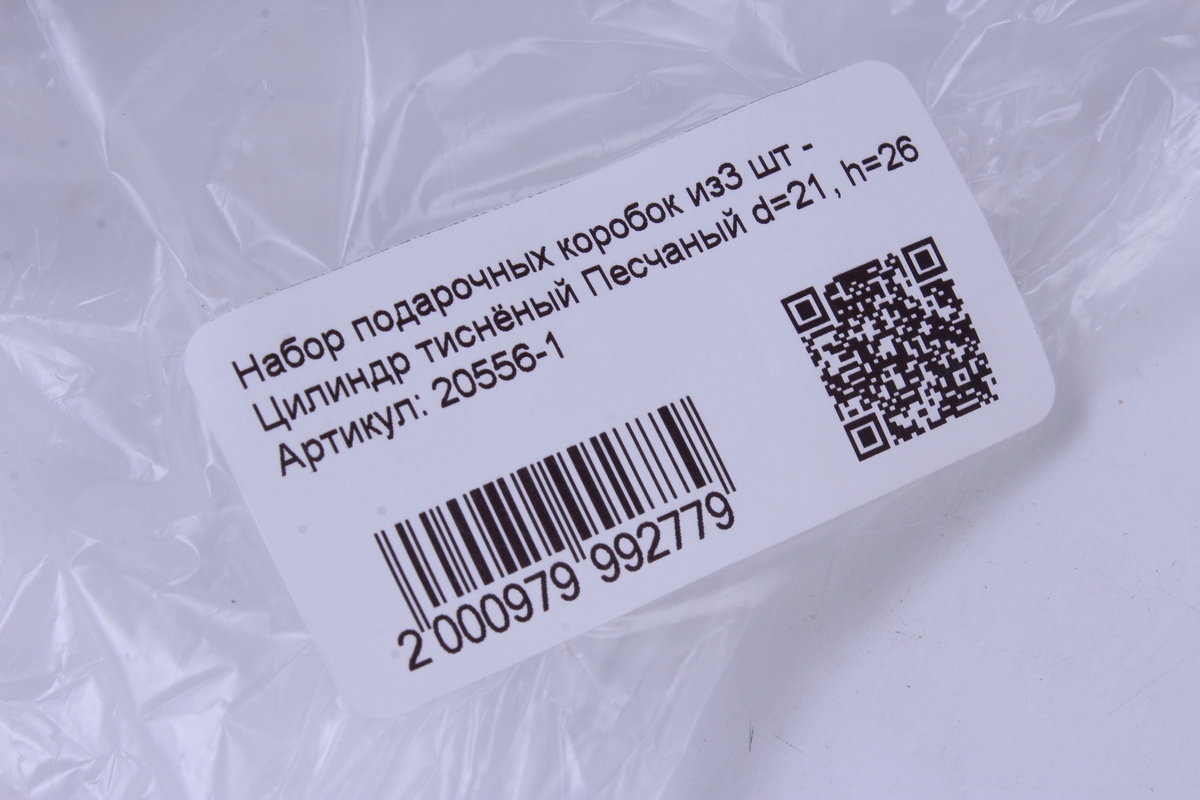 Набор подарочных коробок из3 шт -
Цилиндр тиснёный Песчаный d=21, h=26
Артикул: 20556-1
2 000979 992779